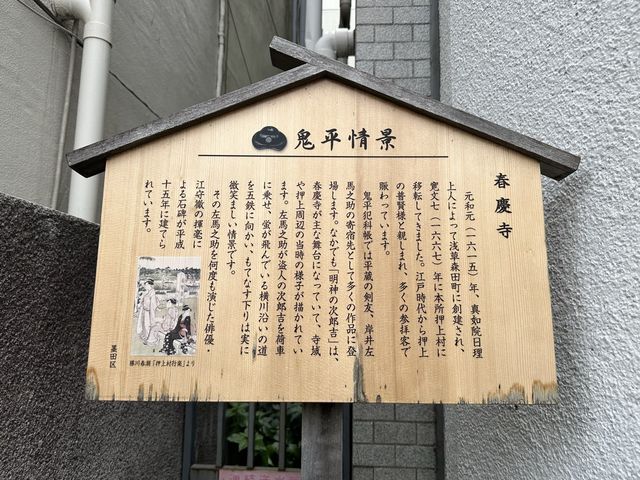 鬼平情景
春慶寺
元和元(一六一五)年、真如院日理
上人によって浅草森田町に創建され、
寛文七(一六六七)年に本所押上村に
移転してきました。江戸時代から押上
の普賢様と親しまれ、多くの参拝客で
賑わっています。
鬼平犯科帳では平蔵の剣友、岸井左
馬之助の寄宿先として多くの作品に登
場します。なかでも「明神の次郎吉」は、
春慶寺が主な舞台になっていて、寺域
や押上周辺の当時の様子が描かれてい
ます。左馬之助が盗人の次郎吉を荷車
に乗せ、蛍が飛んでいる横川沿いの道
を五鉄に向かい、もてなす下りは実に
微笑ましい情景です。
その左馬之助を何度も演じた俳優・
江守徹の揮毫に
よる石碑が平成
十五年に建てら
れています。
勝川春潮「押上村行楽」より
墨田区